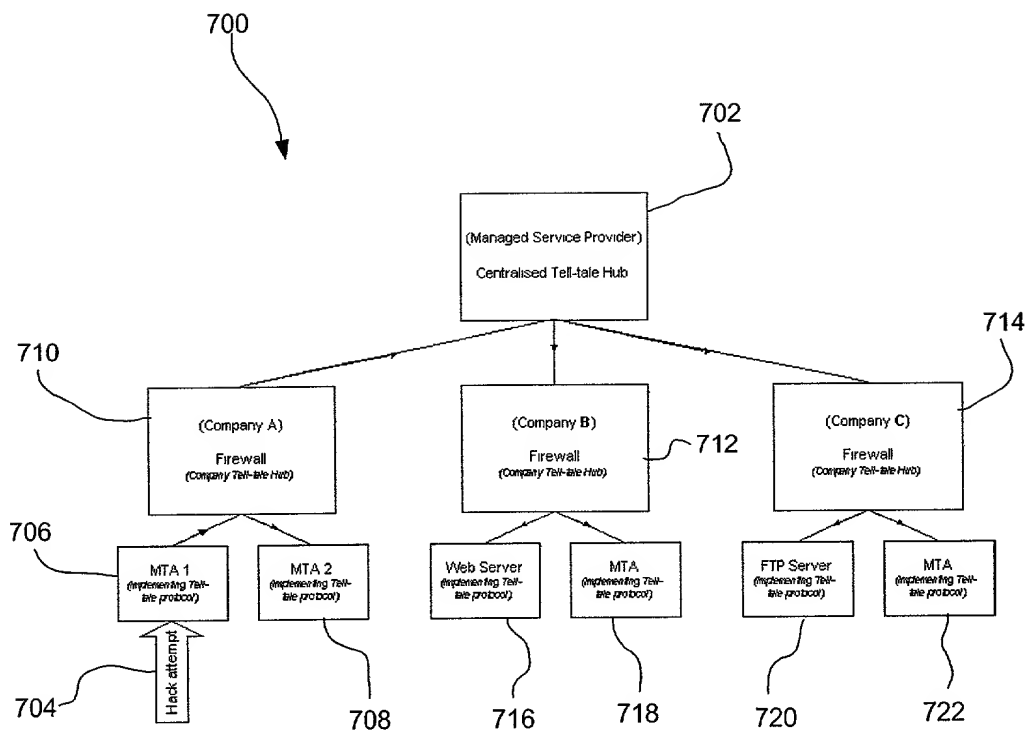 700
702
(Managed Service Provider)
Centralised Tell-tale Hub
710
714
(Company A)
Firewall
(Company Tell-tale Hub)
(Company B)
Firewall
(Company Tell-tale Hub)
712
(Company C)
Firewall
(Company Tell-tale Hub)
706
MTA 1
(Implementing Tell-
tale protocol)
MTA 2
(Implementing Tell-
tale protocol)
Web Server
(Implementing Tell-
tale protocol)
MTA
(Implementing Tell-
tale protocol)
FTP Server
(Implementing Tell-
tale protocol)
MTA
(Implementing Tell-
tale protocol)
Hack attempt
704
708
716
718
720
722